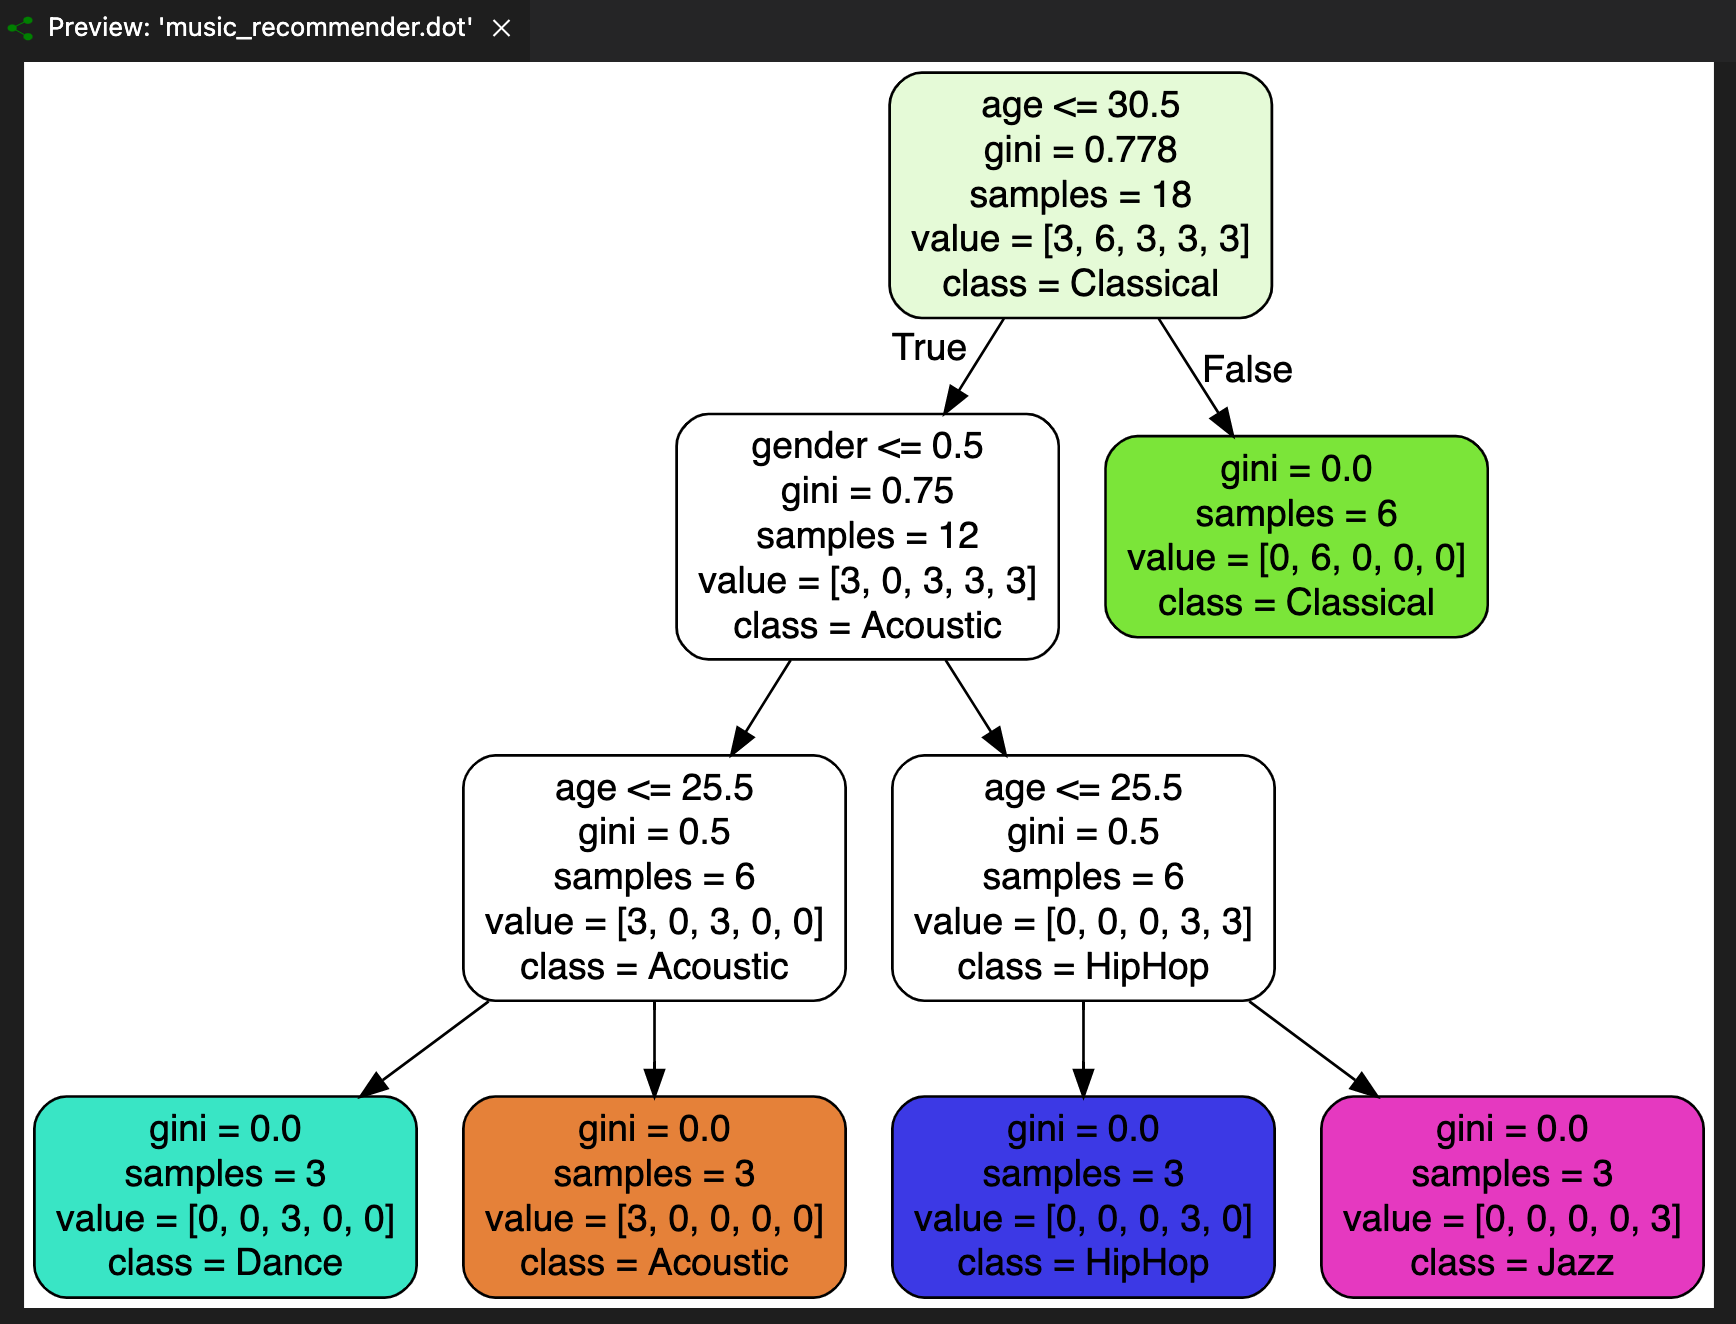 Preview: 'music_recommender.dot'
age <= 30.5
gini = 0.778
samples = 18
value = [3, 6, 3, 3, 3]
class = Classical
True
False
gender <= 0.5
gini = 0.75
samples = 12
value = [3, 0, 3, 3, 3]
class = Acoustic
gini = 0.0
samples = 6
value = [0, 6, 0, 0, 0]
class = Classical
age <= 25.5
gini = 0.5
samples = 6
value = [3, 0, 3, 0, 0]
class = Acoustic
age <= 25.5
gini = 0.5
samples = 6
value = [0, 0, 0, 3, 3]
class = HipHop
gini = 0.0
samples = 3
value = [0, 0, 3, 0, 0]
class = Dance
gini = 0.0
samples = 3
value = [3, 0, 0, 0, 0]
class = Acoustic
gini = 0.0
samples = 3
value = [0, 0, 0, 3, 0]
class = HipHop
gini = 0.0
samples = 3
value = [0, 0, 0, 0, 3]
class = Jazz